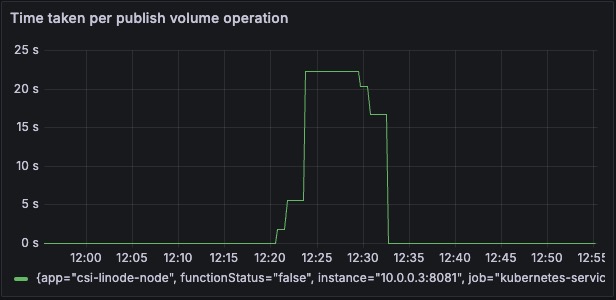 Time taken per publish volume operation
25 s
20 s
15 s
10 s
5 s
0 s
12:00 12:05 12:10 12:15 12:20 12:25 12:30 12:35 12:40 12:45 12:50 12:55
{app="csi-linode-node", functionStatus="false", instance="10.0.0.3:8081", job="kubernetes-servic